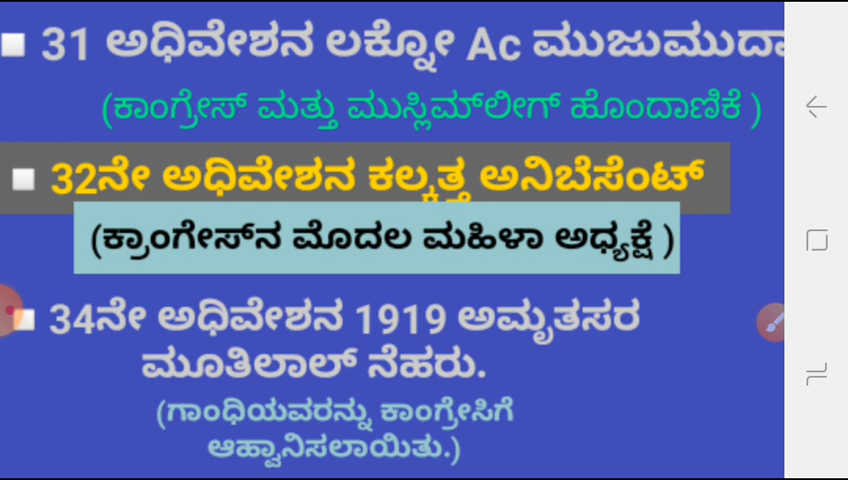 31 ಅಧಿವೇಶನ ಲಕ್ನೋ Ac ಮುಜುಮುದಾ
(ಕಾಂಗ್ರೇಸ್ ಮತ್ತು ಮುಸ್ಲಿಮ್‌ಲೀಗ್ ಹೊಂದಾಣಿಕೆ )
32ನೇ ಅಧಿವೇಶನ ಕಲ್ಕತ್ತ ಅನಿಬೆಸೆಂಟ್
(ಕ್ರಾಂಗೇಸ್‌ನ ಮೊದಲ ಮಹಿಳಾ ಅಧ್ಯಕ್ಷೆ )
34ನೇ ಅಧಿವೇಶನ 1919 ಅಮೃತಸರ
ಮೂತಿಲಾಲ್ ನೆಹರು.
(ಗಾಂಧಿಯವರನ್ನು ಕಾಂಗ್ರೇಸಿಗೆ
ಆಹ್ವಾನಿಸಲಾಯಿತು.)